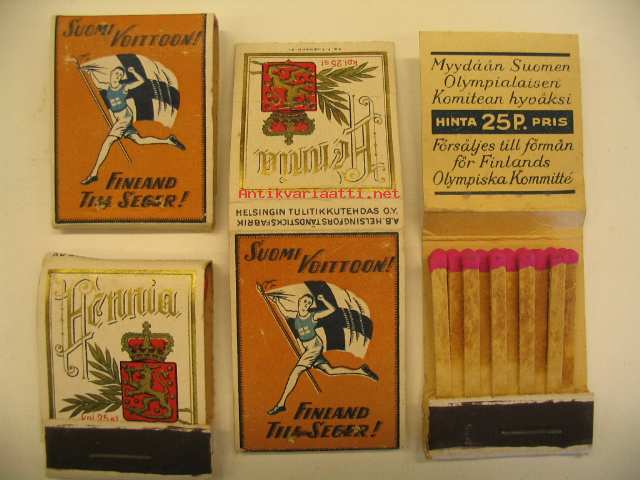 SUOMI
VOITTOON!
FINLAND
TILL SEGER!
Hennia
kpl. 25 st
kpl. 25 st
Hennia
Antikvariaatti.net
HELSINGIN TULITIKKUTEHDAS O.Y.
A.B. HELSINGFORS TÄNDSTICKSFABRIK
SUOMI
VOITTOON!
FINLAND
TILL SEGER!
Myydään Suomen
Olympialaisen
Komitean hyväksi
HINTA 25P. PRIS
Försäljes till förmån
för Finlands
Olympiska Kommitté